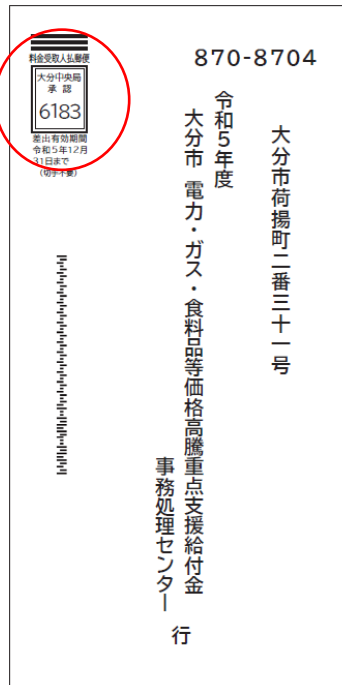 料金受取人払郵便
大分中央局
承認
6183
差出有効期間
令和5年12月
31日まで
（切手不要）
870-8704
大分市荷揚町二番三十一号
令和５年度
大分市 電力・ガス・食料品等価格高騰重点支援給付金
事務処理センター 行